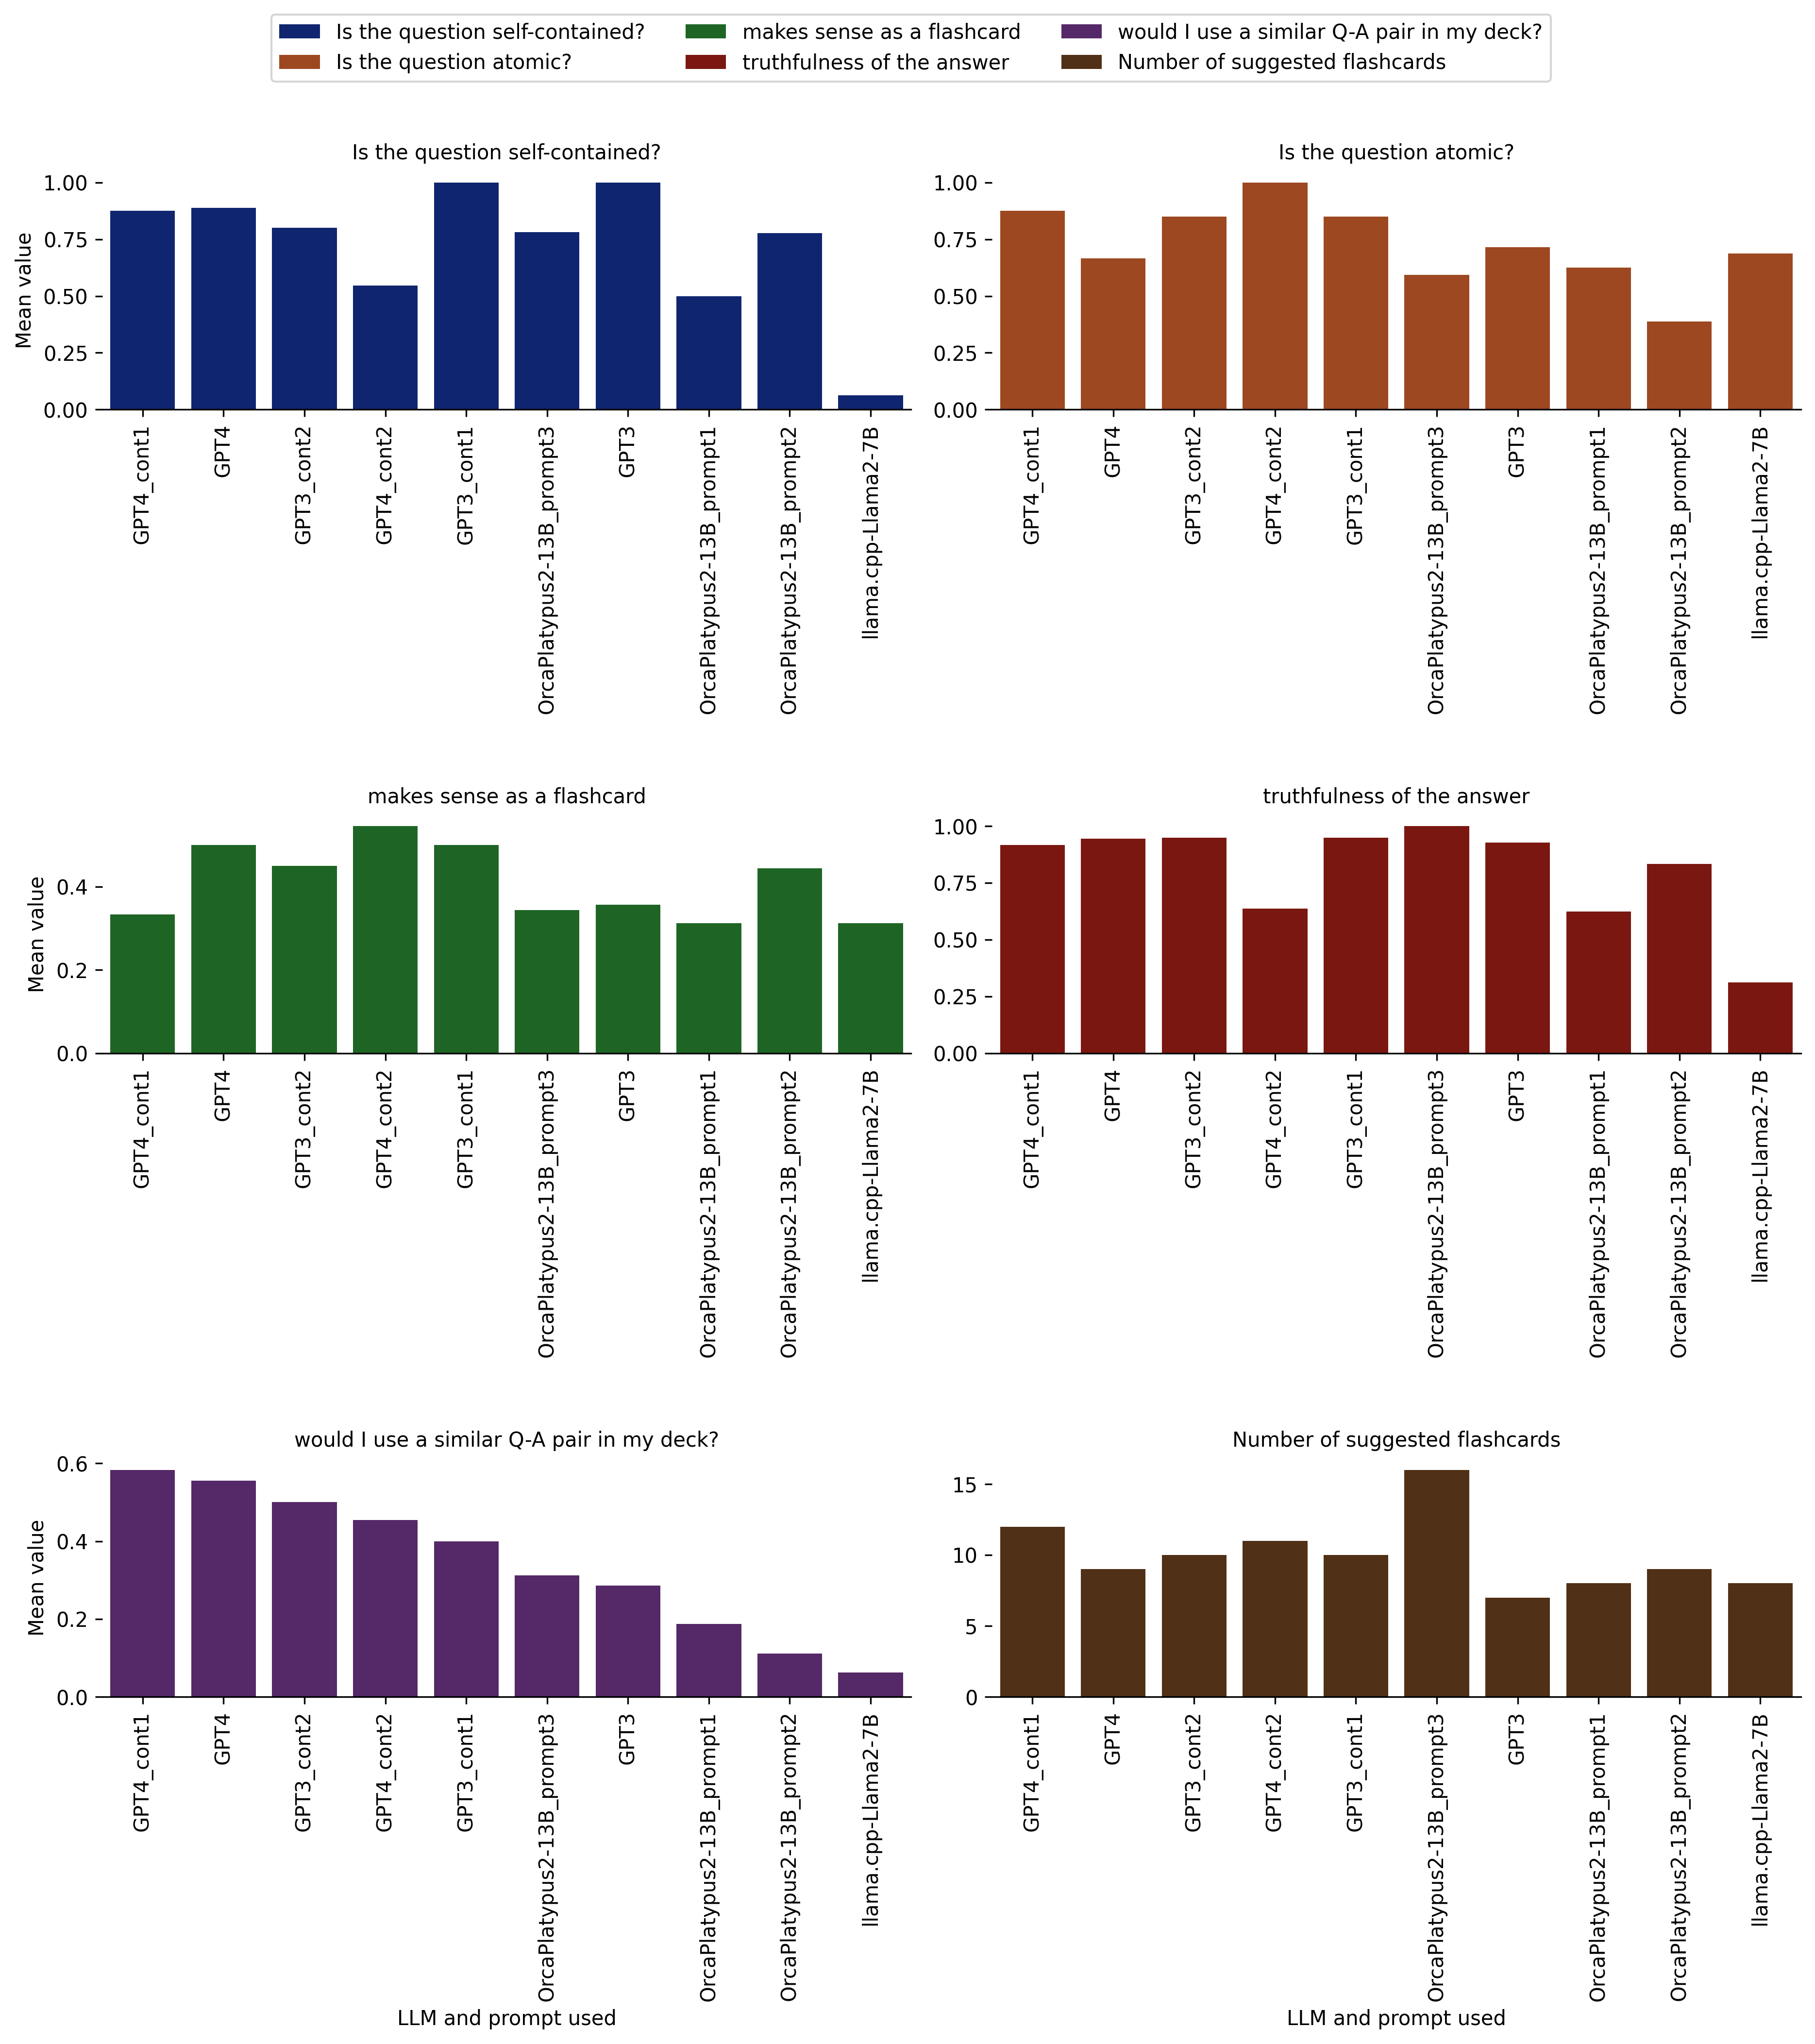 Is the question self-contained?
Is the question atomic?
makes sense as a flashcard
truthfulness of the answer
would I use a similar Q-A pair in my deck?
Number of suggested flashcards
Is the question self-contained?
Mean value
1.00
0.75
0.50
0.25
0.00
GPT4_cont1
GPT4
GPT3_cont2
GPT4_cont2
GPT3_cont1
OrcaPlatypus2-13B_prompt3
GPT3
OrcaPlatypus2-13B_prompt1
OrcaPlatypus2-13B_prompt2
llama.cpp-Llama2-7B
Is the question atomic?
1.00
0.75
0.50
0.25
0.00
GPT4_cont1
GPT4
GPT3_cont2
GPT4_cont2
GPT3_cont1
OrcaPlatypus2-13B_prompt3
GPT3
OrcaPlatypus2-13B_prompt1
OrcaPlatypus2-13B_prompt2
llama.cpp-Llama2-7B
makes sense as a flashcard
Mean value
0.4
0.2
0.0
GPT4_cont1
GPT4
GPT3_cont2
GPT4_cont2
GPT3_cont1
OrcaPlatypus2-13B_prompt3
GPT3
OrcaPlatypus2-13B_prompt1
OrcaPlatypus2-13B_prompt2
llama.cpp-Llama2-7B
truthfulness of the answer
1.00
0.75
0.50
0.25
0.00
GPT4_cont1
GPT4
GPT3_cont2
GPT4_cont2
GPT3_cont1
OrcaPlatypus2-13B_prompt3
GPT3
OrcaPlatypus2-13B_prompt1
OrcaPlatypus2-13B_prompt2
llama.cpp-Llama2-7B
would I use a similar Q-A pair in my deck?
Mean value
0.6
0.4
0.2
0.0
GPT4_cont1
GPT4
GPT3_cont2
GPT4_cont2
GPT3_cont1
OrcaPlatypus2-13B_prompt3
GPT3
OrcaPlatypus2-13B_prompt1
OrcaPlatypus2-13B_prompt2
llama.cpp-Llama2-7B
LLM and prompt used
Number of suggested flashcards
15
10
5
0
GPT4_cont1
GPT4
GPT3_cont2
GPT4_cont2
GPT3_cont1
OrcaPlatypus2-13B_prompt3
GPT3
OrcaPlatypus2-13B_prompt1
OrcaPlatypus2-13B_prompt2
llama.cpp-Llama2-7B
LLM and prompt used